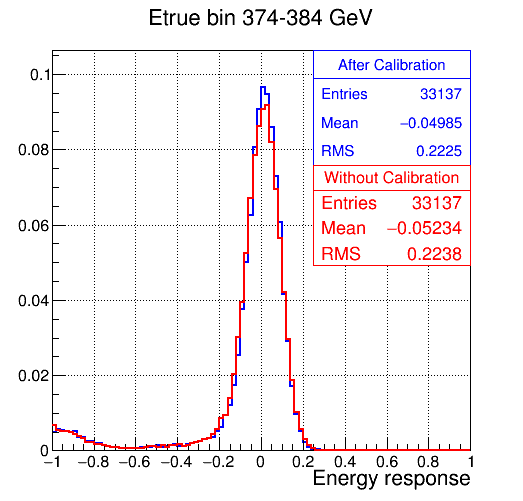 Etrue bin 374-384 GeV
After Calibration
Entries 33137
Mean −0.04985
RMS 0.2225
Without Calibration
Entries 33137
Mean −0.05234
RMS 0.2238
0.1
0.08
0.06
0.04
0.02
0
−1 −0.8 −0.6 −0.4 −0.2 0 0.2 0.4 0.6 0.8 1
Energy response